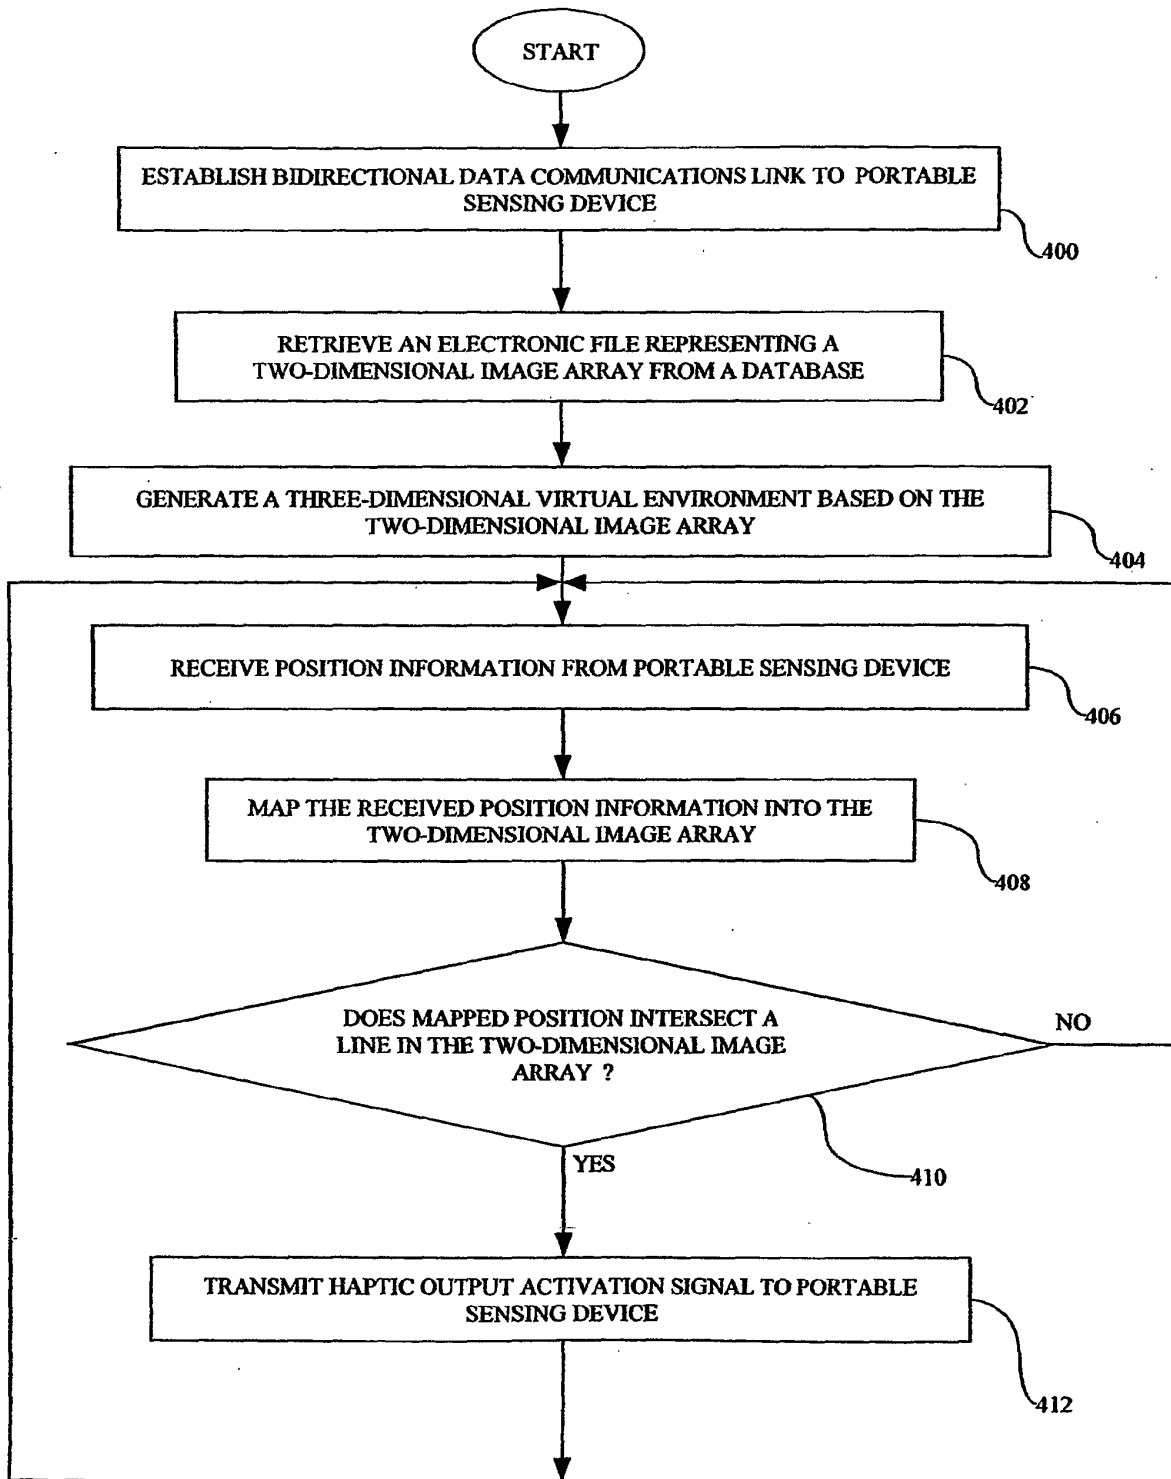 START
ESTABLISH BIDIRECTIONAL DATA COMMUNICATIONS LINK TO PORTABLE
SENSING DEVICE
400
RETRIEVE AN ELECTRONIC FILE REPRESENTING A
TWO-DIMENSIONAL IMAGE ARRAY FROM A DATABASE
402
GENERATE A THREE-DIMENSIONAL VIRTUAL ENVIRONMENT BASED ON THE
TWO-DIMENSIONAL IMAGE ARRAY
404
RECEIVE POSITION INFORMATION FROM PORTABLE SENSING DEVICE
406
MAP THE RECEIVED POSITION INFORMATION INTO THE
TWO-DIMENSIONAL IMAGE ARRAY
408
DOES MAPPED POSITION INTERSECT A
LINE IN THE TWO-DIMENSIONAL IMAGE
ARRAY ?
NO
YES
410
TRANSMIT HAPTIC OUTPUT ACTIVATION SIGNAL TO PORTABLE
SENSING DEVICE
412